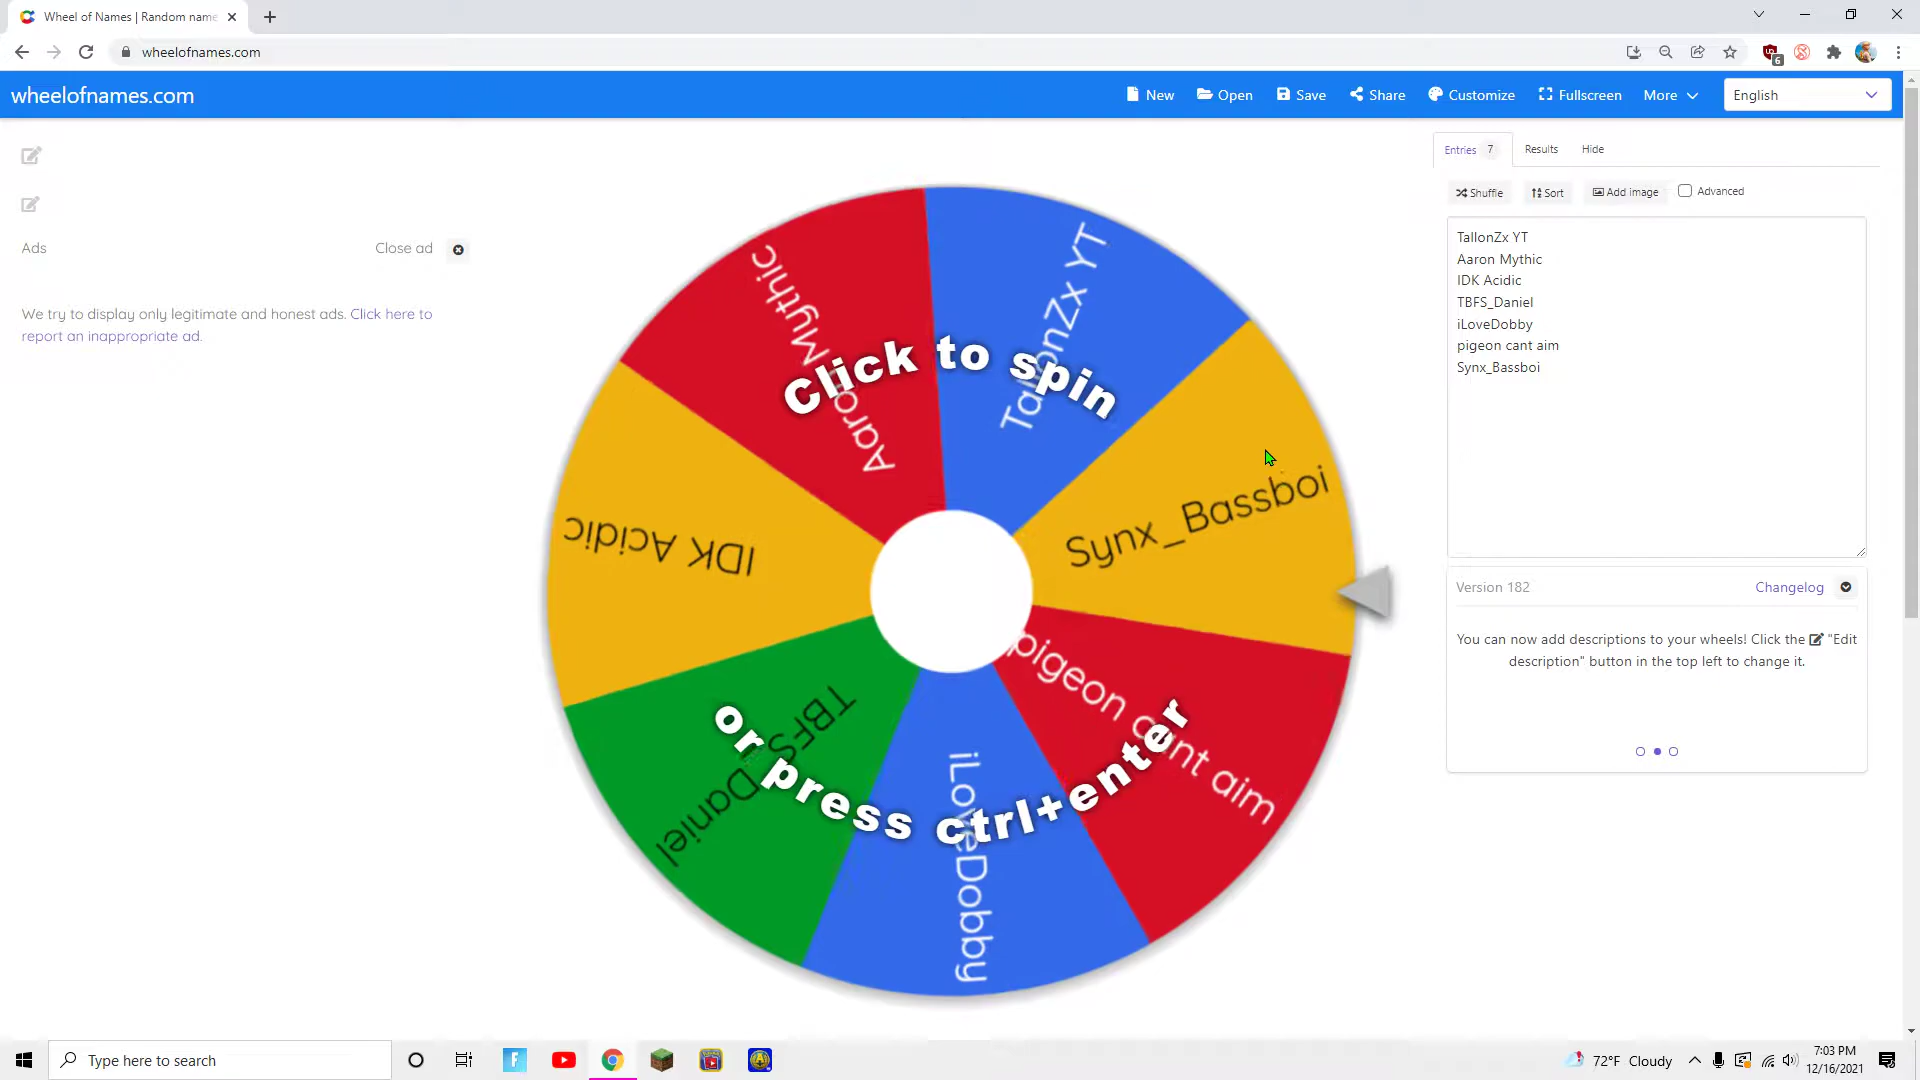 Wheel of Names | Random name
wheelofnames.com
6
wheelofnames.com
New
Open
Save
Share
Customize
Fullscreen
More
English
Ads
Close ad
We try to display only legitimate and honest ads. Click here to
report an inappropriate ad.
Click to spin
or press ctrl+enter
TallonZx YT
Synx_Bassboi
pigeon cant aim
iLoveDobby
TBFS_Daniel
IDK Acidic
Aaron Mythic
Entries 7
Results
Hide
Shuffle
Sort
Add image
Advanced
TallonZx YT
Aaron Mythic
IDK Acidic
TBFS_Daniel
iLoveDobby
pigeon cant aim
Synx_Bassboi
Version 182
Changelog
You can now add descriptions to your wheels! Click the "Edit
description" button in the top left to change it.
Type here to search
72°F Cloudy
7:03 PM
12/16/2021